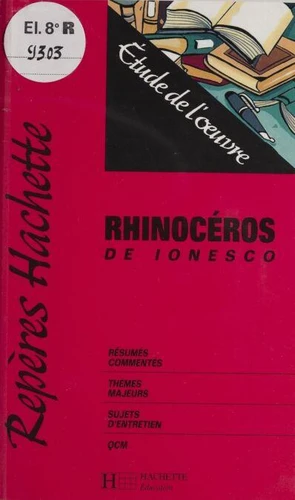 El. 8° R
9303
Étude de l'œuvre
Repères Hachette
RHINOCÉROS
DE IONESCO
RÉSUMÉS
COMMENTÉS
THÈMES
MAJEURS
SUJETS
D'ENTRETIEN
QCM
H HACHETTE
Éducation